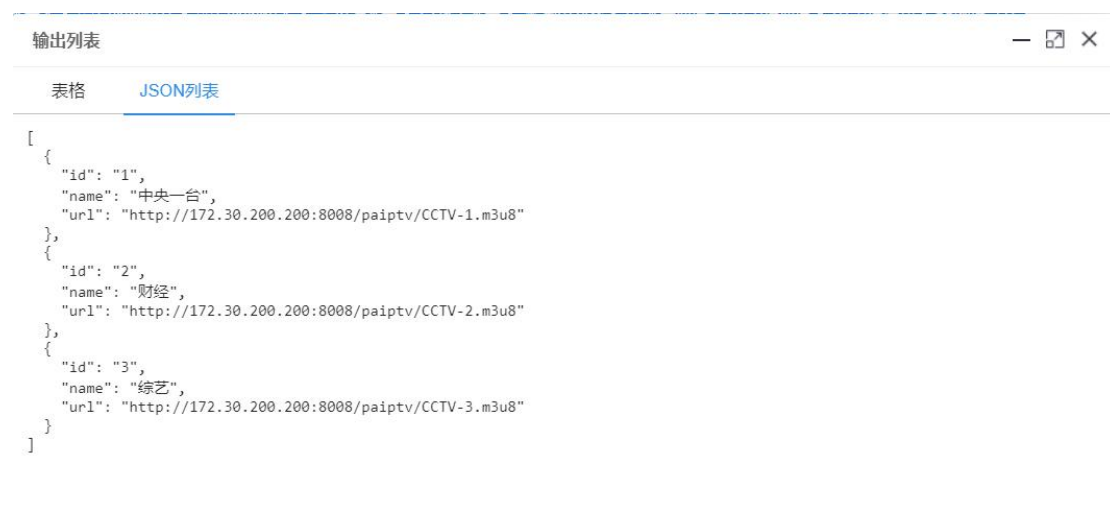 输出列表
表格 JSON列表
[
  {
    "id": "1",
    "name": "中央一台",
    "url": "http://172.30.200.200:8008/paiptv/CCTV-1.m3u8"
  },
  {
    "id": "2",
    "name": "财经",
    "url": "http://172.30.200.200:8008/paiptv/CCTV-2.m3u8"
  },
  {
    "id": "3",
    "name": "综艺",
    "url": "http://172.30.200.200:8008/paiptv/CCTV-3.m3u8"
  }
]